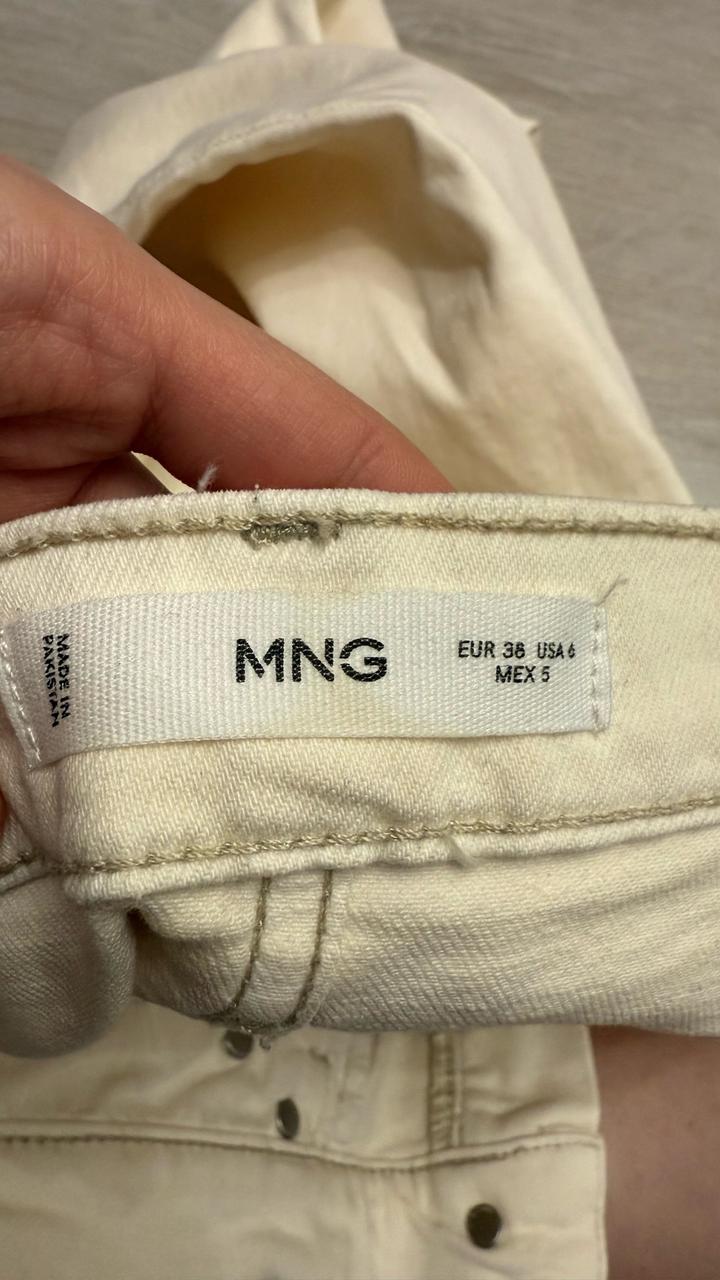 MADE IN
PAKISTAN
MNG
EUR 38 USA 6
MEX 5